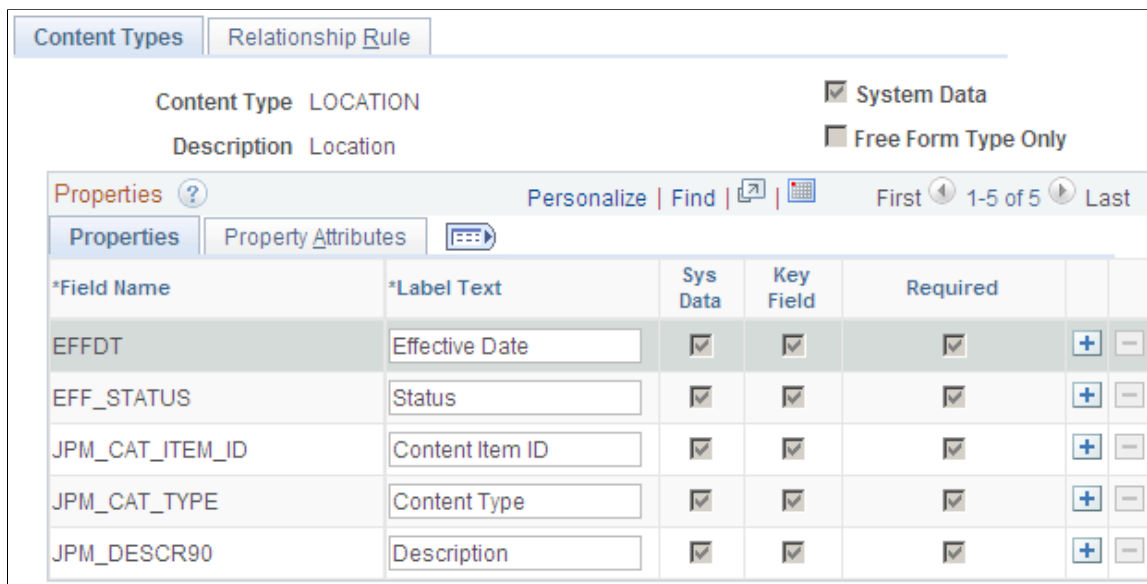 Content Types Relationship Rule
Content Type LOCATION System Data
Description Location Free Form Type Only
Properties ? Personalize | Find | | First 1-5 of 5 Last
Properties Property Attributes
*Field Name *Label Text Sys Data Key Field Required
EFFDT Effective Date
EFF_STATUS Status
JPM_CAT_ITEM_ID Content Item ID
JPM_CAT_TYPE Content Type
JPM_DESCR90 Description